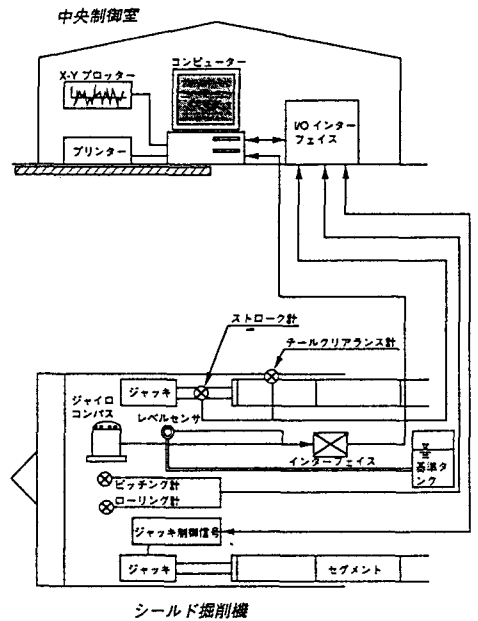 中央制御室
コンピューター
X-Y プロッター
I/O インター
フェイス
プリンター
ストローク計
テールクリアランス計
ジャッキ
ジャイロ
コンパス
レベルセンサ
インターフェイス
基準タ
ンク
ピッチング計
ローリング計
ジャッキ制御信号
ジャッキ
セグメント
シールド掘削機